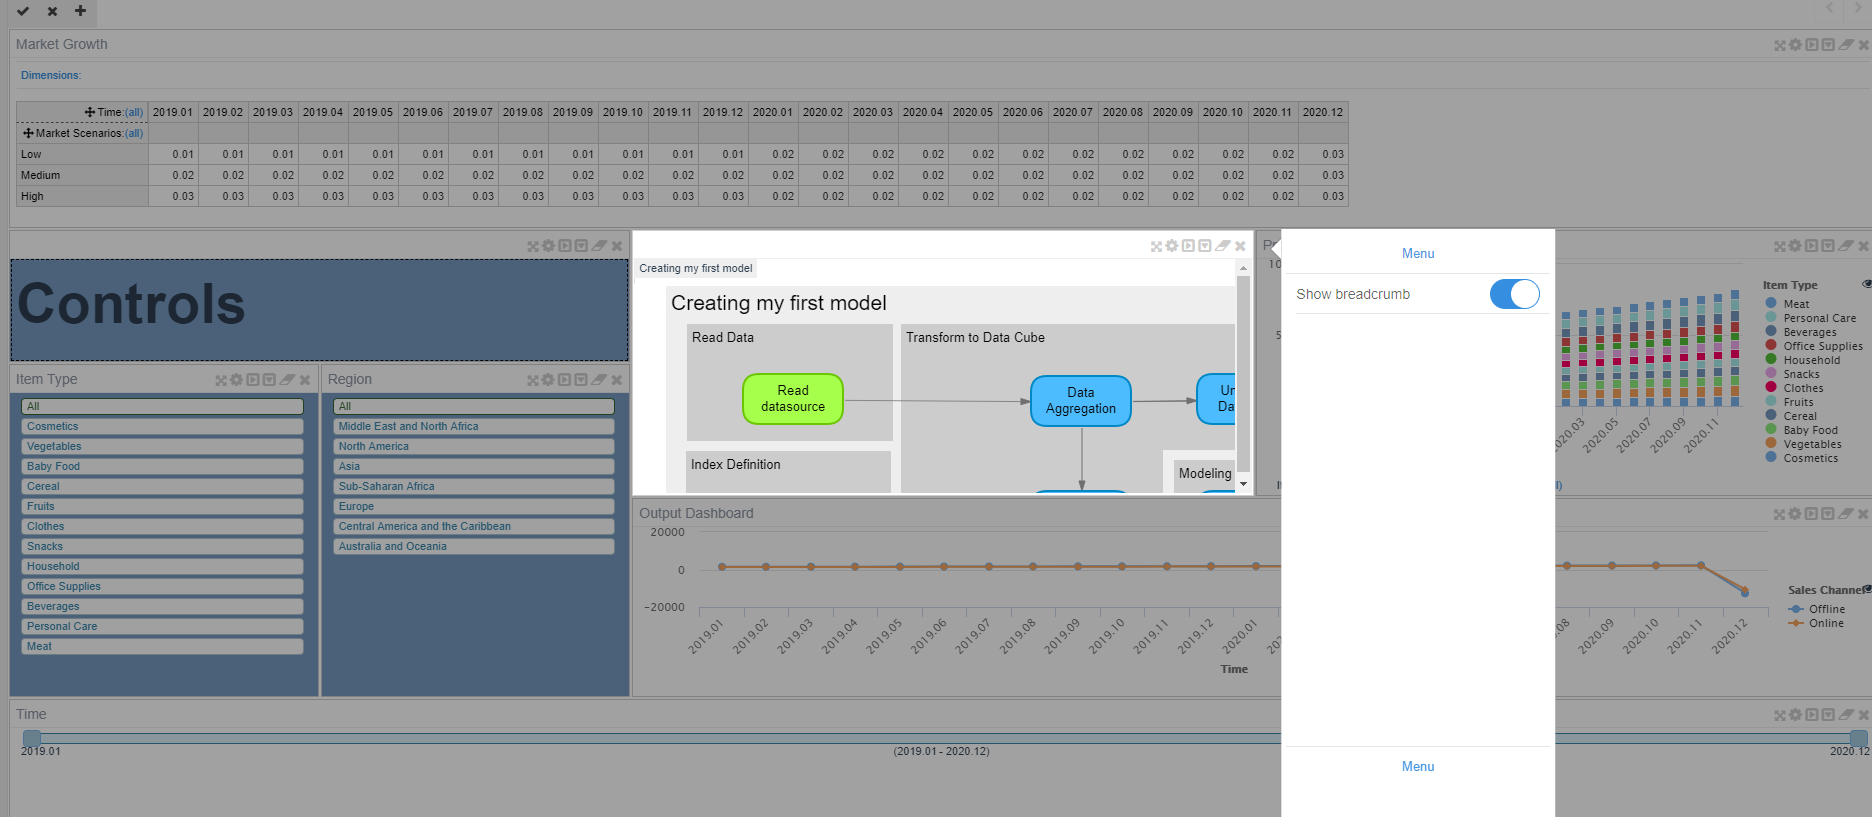 Market Growth
Dimensions:
Time:(all) 2019.01 2019.02 2019.03 2019.04 2019.05 2019.06 2019.07 2019.08 2019.09 2019.10 2019.11 2019.12 2020.01 2020.02 2020.03 2020.04 2020.05 2020.06 2020.07 2020.08 2020.09 2020.10 2020.11 2020.12
Market Scenarios:(all)
Low 0.01 0.01 0.01 0.01 0.01 0.01 0.01 0.01 0.01 0.01 0.01 0.01 0.02 0.02 0.02 0.02 0.02 0.02 0.02 0.02 0.02 0.02 0.02 0.03
Medium 0.02 0.02 0.02 0.02 0.02 0.02 0.02 0.02 0.02 0.02 0.02 0.02 0.02 0.02 0.02 0.02 0.02 0.02 0.02 0.02 0.02 0.02 0.02 0.03
High 0.03 0.03 0.03 0.03 0.03 0.03 0.03 0.03 0.03 0.03 0.03 0.03 0.02 0.02 0.02 0.02 0.02 0.02 0.02 0.02 0.02 0.02 0.02 0.03
Controls
Item Type
All
Cosmetics
Vegetables
Baby Food
Cereal
Fruits
Clothes
Snacks
Household
Office Supplies
Beverages
Personal Care
Meat
Region
All
Middle East and North Africa
North America
Asia
Sub-Saharan Africa
Europe
Central America and the Caribbean
Australia and Oceania
Creating my first model
Creating my first model
Read Data
Read
datasource
Index Definition
Transform to Data Cube
Data
Aggregation
Un
Da
Modeling
Menu
Show breadcrumb
Menu
10
5
20.03 2020.05 2020.07 2020.09 2020.11
Item Type
Meat
Personal Care
Beverages
Office Supplies
Household
Snacks
Clothes
Fruits
Cereal
Baby Food
Vegetables
Cosmetics
Output Dashboard
20000
0
-20000
2019.01 2019.02 2019.03 2019.04 2019.05 2019.06 2019.07 2019.08 2019.09 2019.10 2019.11 2019.12 2020.01 .08 2020.09 2020.10 2020.11 2020.12
Time
Sales Channel
Offline
Online
Time
2019.01 (2019.01 - 2020.12) 2020.12